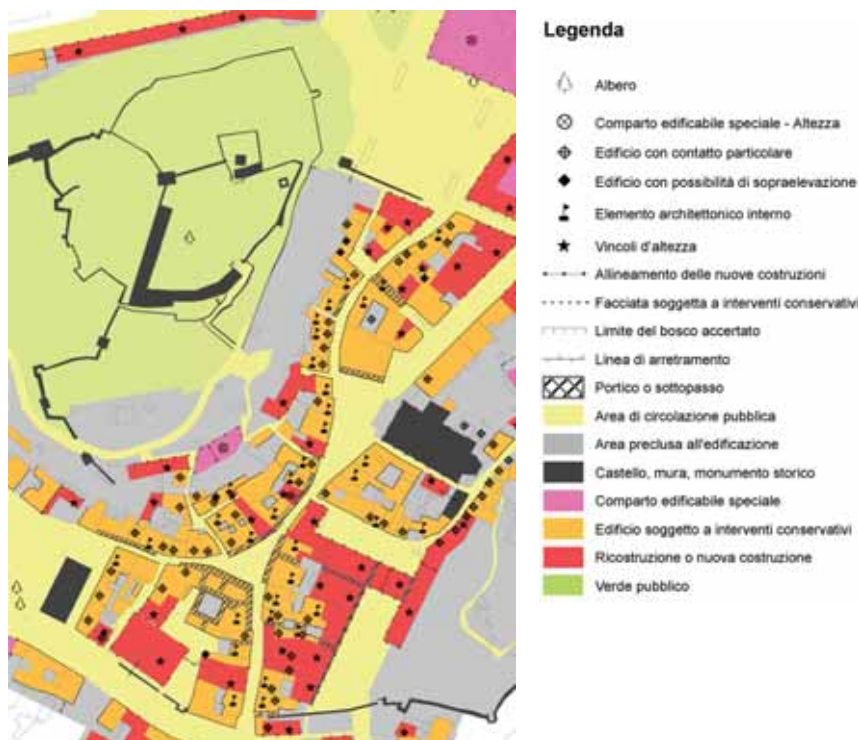 Legenda
Albero
Comparto edificabile speciale - Altezza
Edificio con contatto particolare
Edificio con possibilità di sopraelevazione
Elemento architettonico interno
Vincoli d'altezza
Allineamento delle nuove costruzioni
Facciata soggetta a interventi conservativi
Limite del bosco accertato
Linea di arretramento
Portico o sottopasso
Area di circolazione pubblica
Area preclusa all'edificazione
Castello, mura, monumento storico
Comparto edificabile speciale
Edificio soggetto a interventi conservativi
Ricostruzione o nuova costruzione
Verde pubblico